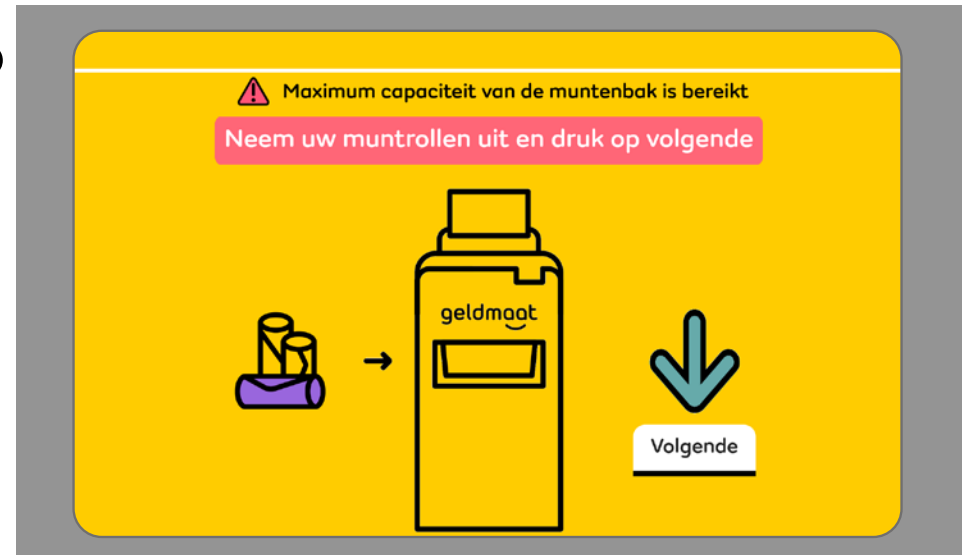 Maximum capaciteit van de muntenbak is bereikt
Neem uw muntrollen uit en druk op volgende
geldmaat
Volgende